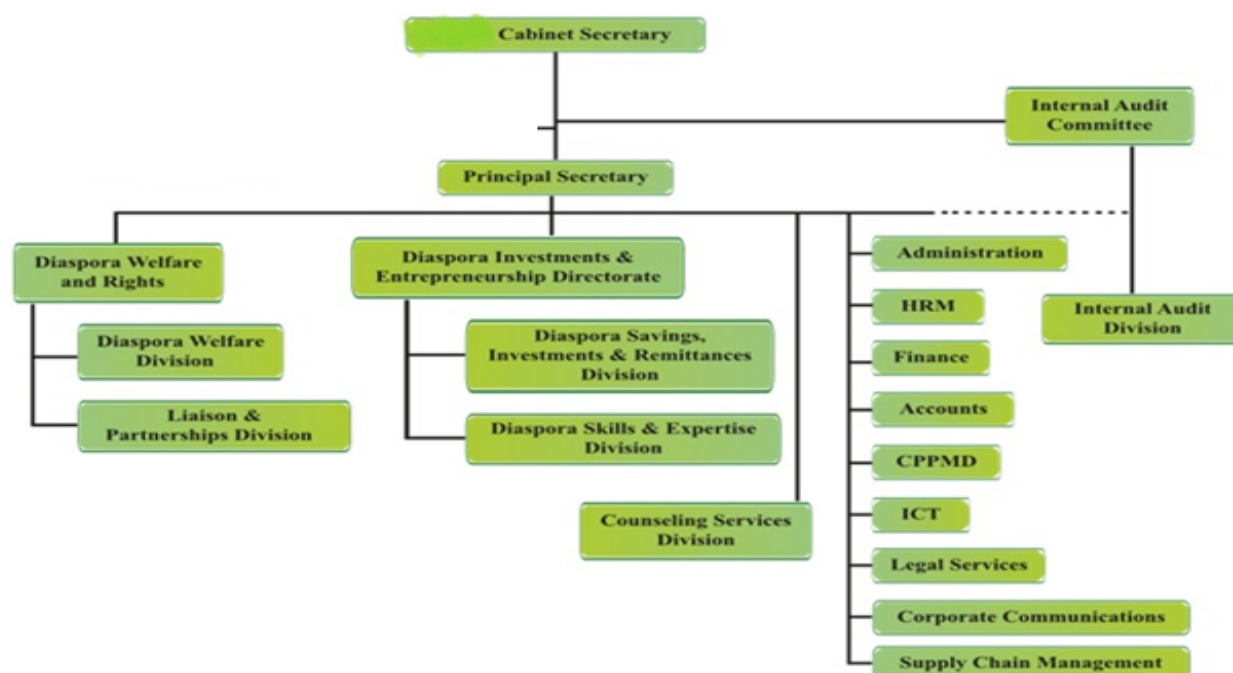 Cabinet Secretary
Internal Audit
Committee
Principal Secretary
Diaspora Welfare
and Rights
Diaspora Welfare
Division
Liaison &
Partnerships Division
Diaspora Investments &
Entrepreneurship Directorate
Diaspora Savings,
Investments & Remittances
Division
Diaspora Skills & Expertise
Division
Counseling Services
Division
Administration
HRM
Finance
Accounts
CPPMD
ICT
Legal Services
Corporate Communications
Supply Chain Management
Internal Audit
Division